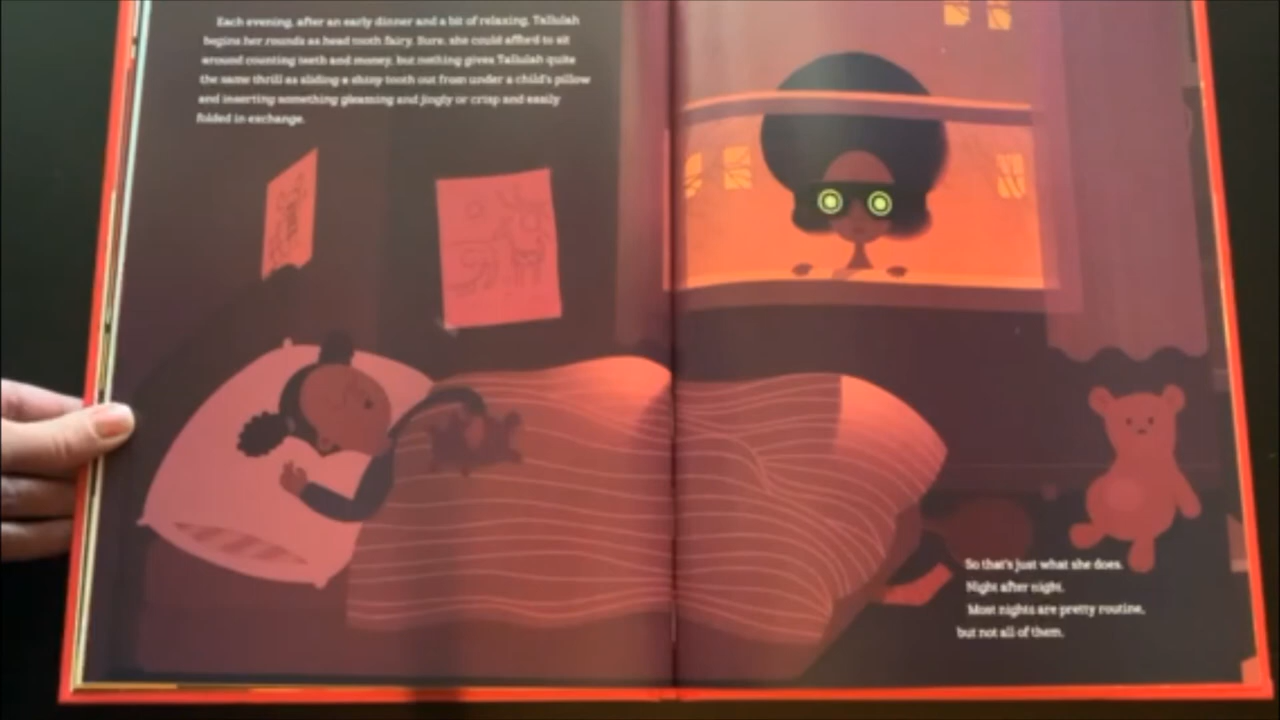 Each evening, after an early dinner and a bit of relaxing, Tallulah
begins her rounds as head tooth fairy. Sure, she could afford to sit
around counting teeth and money, but nothing gives Tallulah quite
the same thrill as sliding a shiny tooth out from under a child's pillow
and inserting something gleaming and jingly or crisp and easily
folded in exchange.
So that's just what she does.
Night after night.
Most nights are pretty routine,
but not all of them.